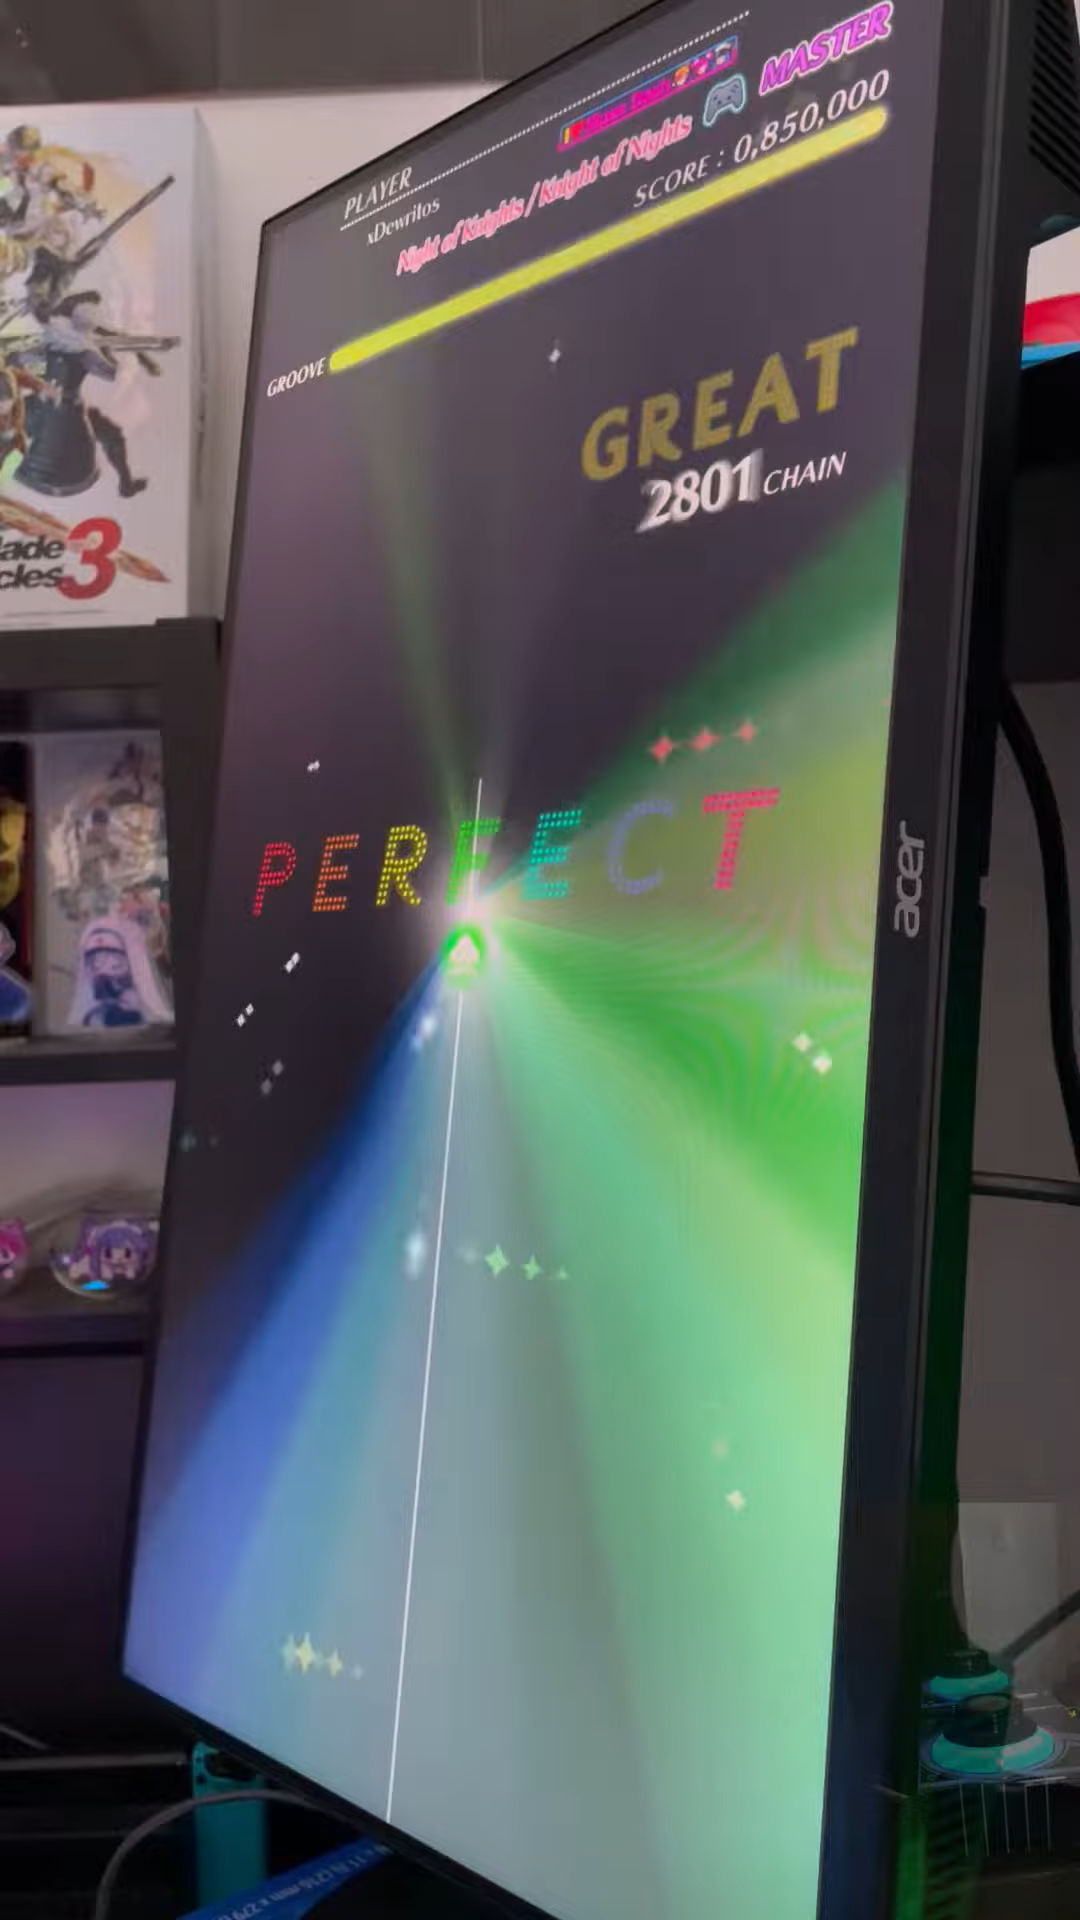 MASTER
PLAYER
xDewritos
Night of Knights / Knight of Nights
SCORE : 0,850,000
GROOVE
GREAT
2801 CHAIN
lade
cles 3
PERFECT
acer